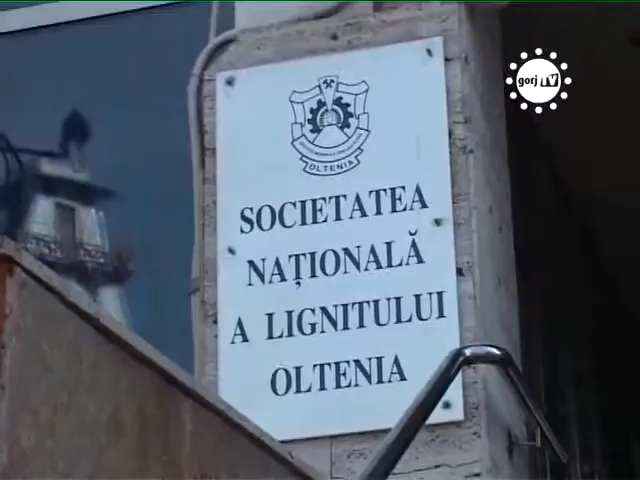 gorj TV
OLTENIA
SOCIETATEA
NAȚIONALĂ
A LIGNITULUI
OLTENIA